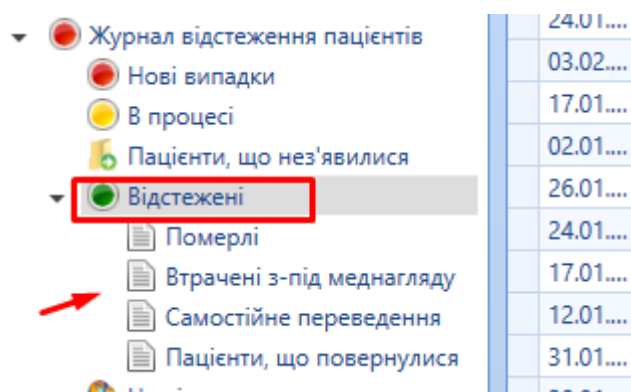 Журнал відстеження пацієнтів
Нові випадки
В процесі
Пацієнти, що нез'явилися
Відстежені
Померлі
Втрачені з-під меднагляду
Самостійне переведення
Пацієнти, що повернулися
24.01....
03.02....
17.01....
02.01....
26.01....
24.01....
17.01....
12.01....
31.01....